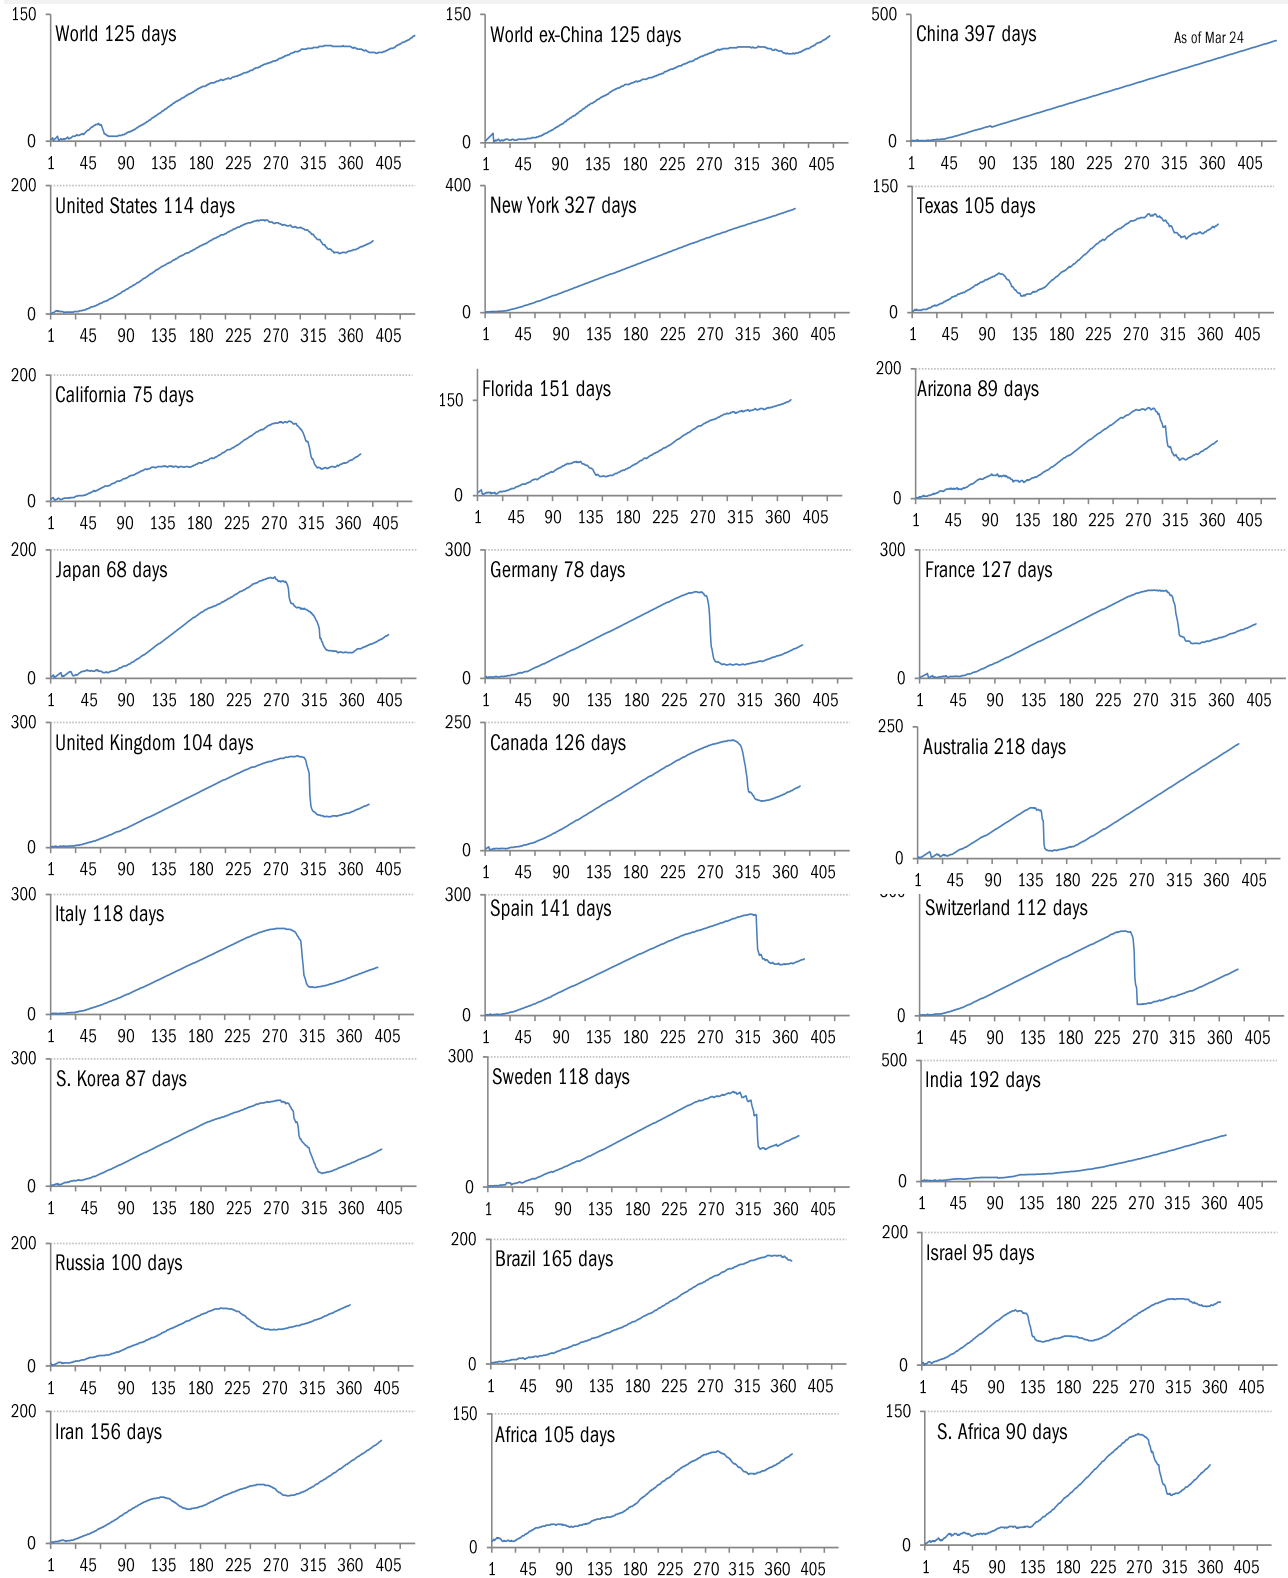 150
World 125 days
0
1 45 90 135 180 225 270 315 360 405
150
World ex-China 125 days
0
1 45 90 135 180 225 270 315 360 405
500
China 397 days
As of Mar 24
0
1 45 90 135 180 225 270 315 360 405
200
United States 114 days
0
1 45 90 135 180 225 270 315 360 405
400
New York 327 days
0
1 45 90 135 180 225 270 315 360 405
150
Texas 105 days
0
1 45 90 135 180 225 270 315 360 405
200
California 75 days
0
1 45 90 135 180 225 270 315 360 405
Florida 151 days
150
0
1 45 90 135 180 225 270 315 360 405
200
Arizona 89 days
0
1 45 90 135 180 225 270 315 360 405
200
Japan 68 days
0
1 45 90 135 180 225 270 315 360 405
300
Germany 78 days
0
1 45 90 135 180 225 270 315 360 405
300
France 127 days
0
1 45 90 135 180 225 270 315 360 405
300
United Kingdom 104 days
0
1 45 90 135 180 225 270 315 360 405
250
Canada 126 days
0
1 45 90 135 180 225 270 315 360 405
250
Australia 218 days
0
1 45 90 135 180 225 270 315 360 405
300
Italy 118 days
0
1 45 90 135 180 225 270 315 360 405
300
Spain 141 days
0
1 45 90 135 180 225 270 315 360 405
Switzerland 112 days
0
1 45 90 135 180 225 270 315 360 405
300
S. Korea 87 days
0
1 45 90 135 180 225 270 315 360 405
300
Sweden 118 days
0
1 45 90 135 180 225 270 315 360 405
500
India 192 days
0
1 45 90 135 180 225 270 315 360 405
200
Russia 100 days
0
1 45 90 135 180 225 270 315 360 405
200
Brazil 165 days
0
1 45 90 135 180 225 270 315 360 405
200
Israel 95 days
0
1 45 90 135 180 225 270 315 360 405
200
Iran 156 days
0
1 45 90 135 180 225 270 315 360 405
150
Africa 105 days
0
1 45 90 135 180 225 270 315 360 405
150
S. Africa 90 days
0
1 45 90 135 180 225 270 315 360 405